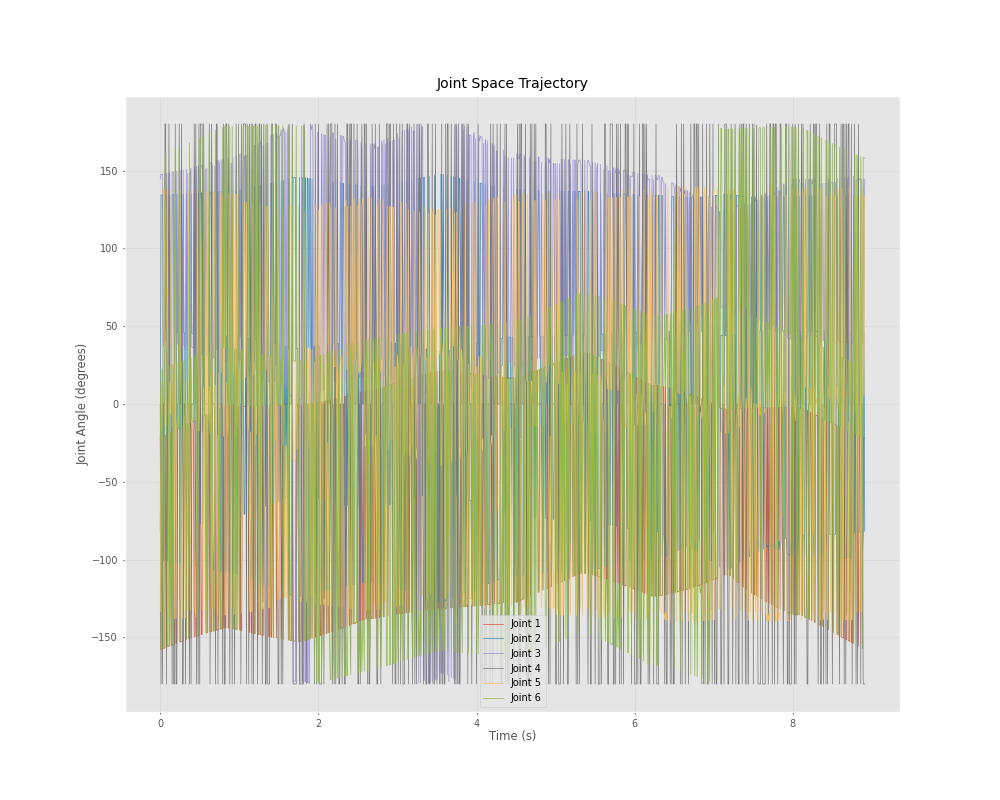 Joint Space Trajectory
150
100
50
0
−50
−100
−150
Joint Angle (degrees)
Joint 1
Joint 2
Joint 3
Joint 4
Joint 5
Joint 6
0 2 4 6 8
Time (s)